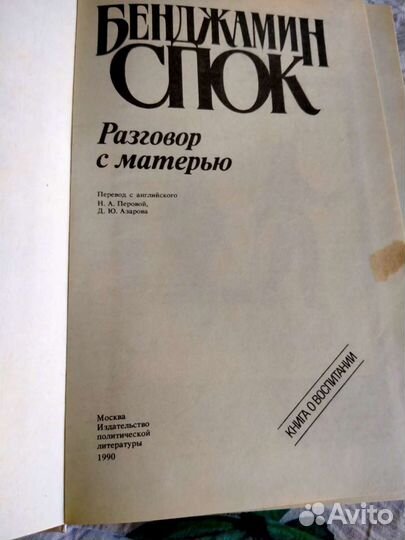 БЕНДЖАМИН
СПОК
Разговор
с матерью
Перевод с английского
Н. А. Перовой,
Д. Ю. Азарова
КНИГА О ВОСПИТАНИИ
Москва
Издательство
политической
литературы
1990
Avito